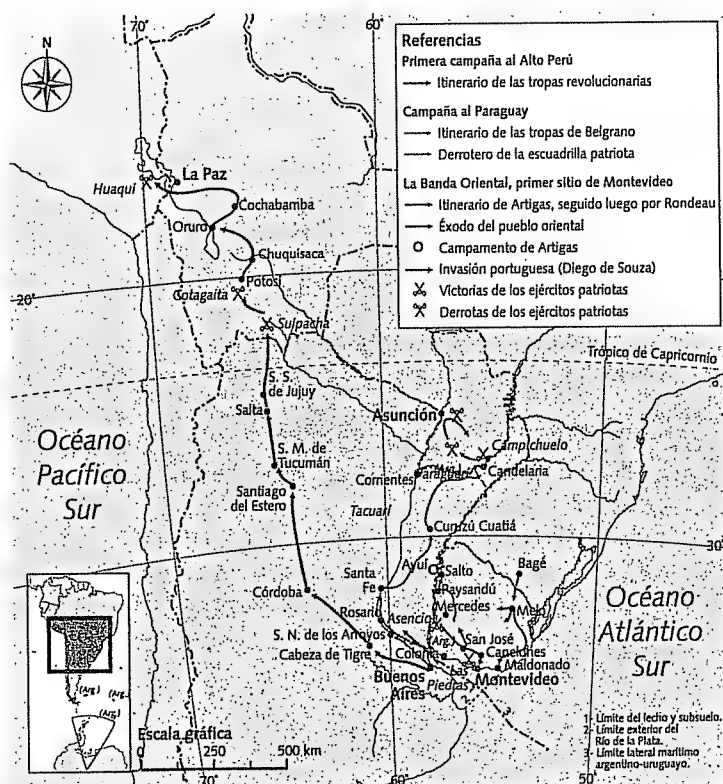 70°
60°
N
Referencias
Primera campaña al Alto Perú
Itinerario de las tropas revolucionarias
Campaña al Paraguay
Itinerario de las tropas de Belgrano
Derrotero de la escuadrilla patriota
La Banda Oriental, primer sitio de Montevideo
Itinerario de Artigas, seguido luego por Rondeau
Éxodo del pueblo oriental
Campamento de Artigas
Invasión portuguesa (Diego de Souza)
Victorias de los ejércitos patriotas
Derrotas de los ejércitos patriotas
La Paz
Huaqui
Cochabamba
Oruro
Chuquisaca
Potosí
20°
Cotagaita
Suipacha
Trópico de Capricornio
S. S.
de Jujuy
Salta
Asunción
Océano
Pacífico
Sur
S. M. de
Tucumán
Campichuelo
Corrientes
Paraguarí
Candelaria
Santiago
del Estero
Tacuarí
Curuzú Cuatiá
30°
Ayuí
Salto
Bagé
Santa
Fe
Paysandú
Córdoba
Mercedes
Melo
Océano
Atlántico
Sur
Rosario
Asencio
S. N. de los Arroyos
(Arg.)
San José
Cabeza de Tigre
Colonia
Canelones
Las
Piedras
Maldonado
Buenos
Aires
Montevideo
(Arg.)
(Arg.)
(Arg.)
3
Escala gráfica
0
250
500 km
1- Límite del lecho y subsuelo.
2- Límite exterior del
Río de la Plata.
3- Límite lateral marítimo
argentino-uruguayo.
70°
60
50°